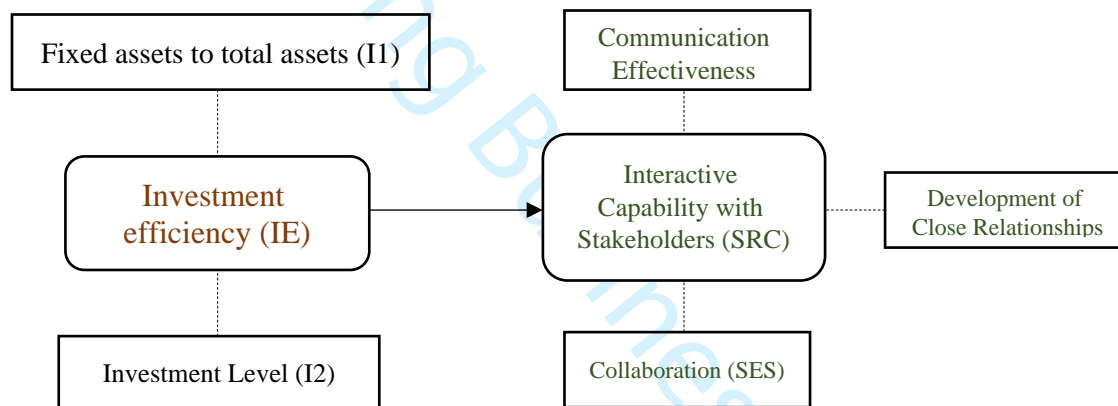 Fixed assets to total assets (I1)
Communication
Effectiveness
Investment
efficiency (IE)
Interactive
Capability with
Stakeholders (SRC)
Development of
Close Relationships
Investment Level (I2)
Collaboration (SES)